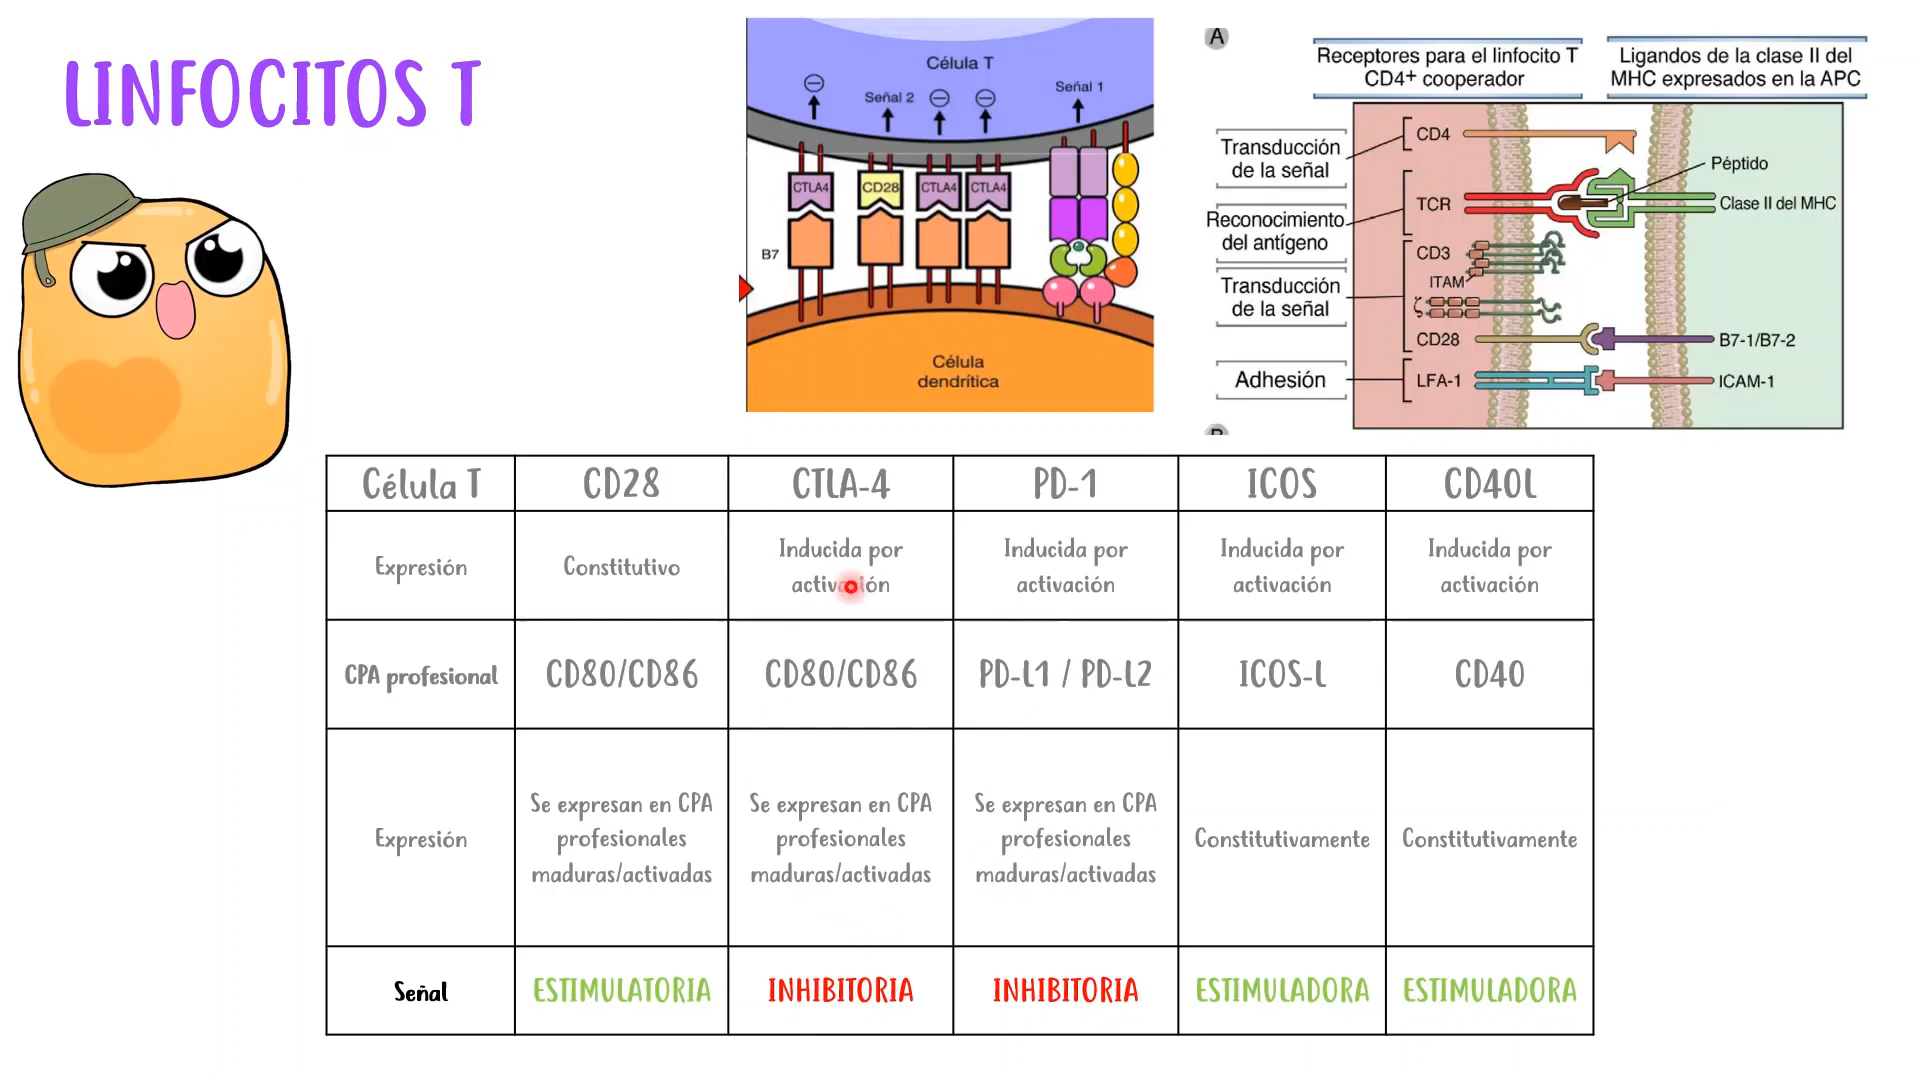 LINFOCITOS T
Célula T
Señal 2
Señal 1
CTLA4
CD28
CTLA4
CTLA4
B7
Célula
dendrítica
A
Receptores para el linfocito T
CD4+ cooperador
Ligandos de la clase II del
MHC expresados en la APC
Transducción
de la señal
CD4
Péptido
Reconocimiento
del antígeno
TCR
Clase II del MHC
Transducción
de la señal
CD3
ITAM
ζ
CD28
B7-1/B7-2
Adhesión
LFA-1
ICAM-1
Célula T
CD28
CTLA-4
PD-1
ICOS
CD40L
Expresión
Constitutivo
Inducida por
activación
Inducida por
activación
Inducida por
activación
Inducida por
activación
CPA profesional
CD80/CD86
CD80/CD86
PD-L1 / PD-L2
ICOS-L
CD40
Expresión
Se expresan en CPA
profesionales
maduras/activadas
Se expresan en CPA
profesionales
maduras/activadas
Se expresan en CPA
profesionales
maduras/activadas
Constitutivamente
Constitutivamente
Señal
ESTIMULATORIA
INHIBITORIA
INHIBITORIA
ESTIMULADORA
ESTIMULADORA